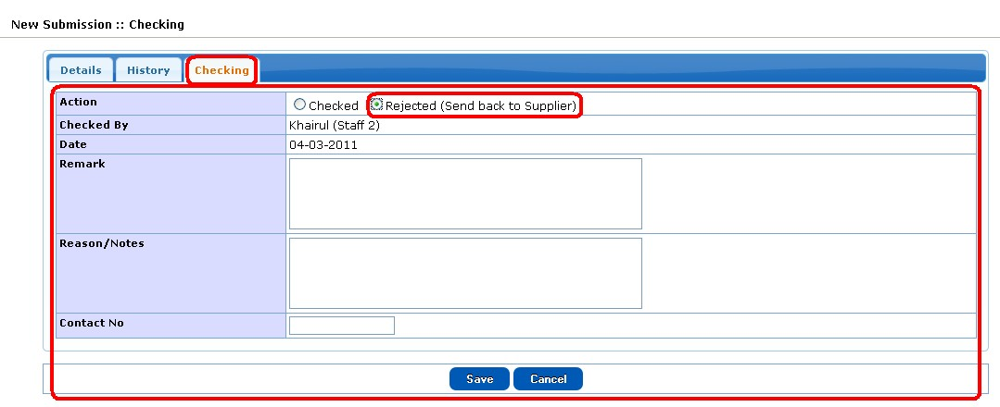 New Submission :: Checking
Details History Checking
Action Checked Rejected (Send back to Supplier)
Checked By Khairul (Staff 2)
Date 04-03-2011
Remark
Reason/Notes
Contact No
Save Cancel